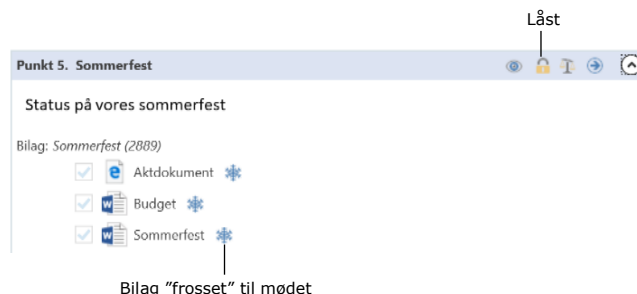 Låst
Punkt 5. Sommerfest
Status på vores sommerfest
Bilag: Sommerfest (2889)
Aktdokument
Budget
Sommerfest
Bilag ”frosset” til mødet